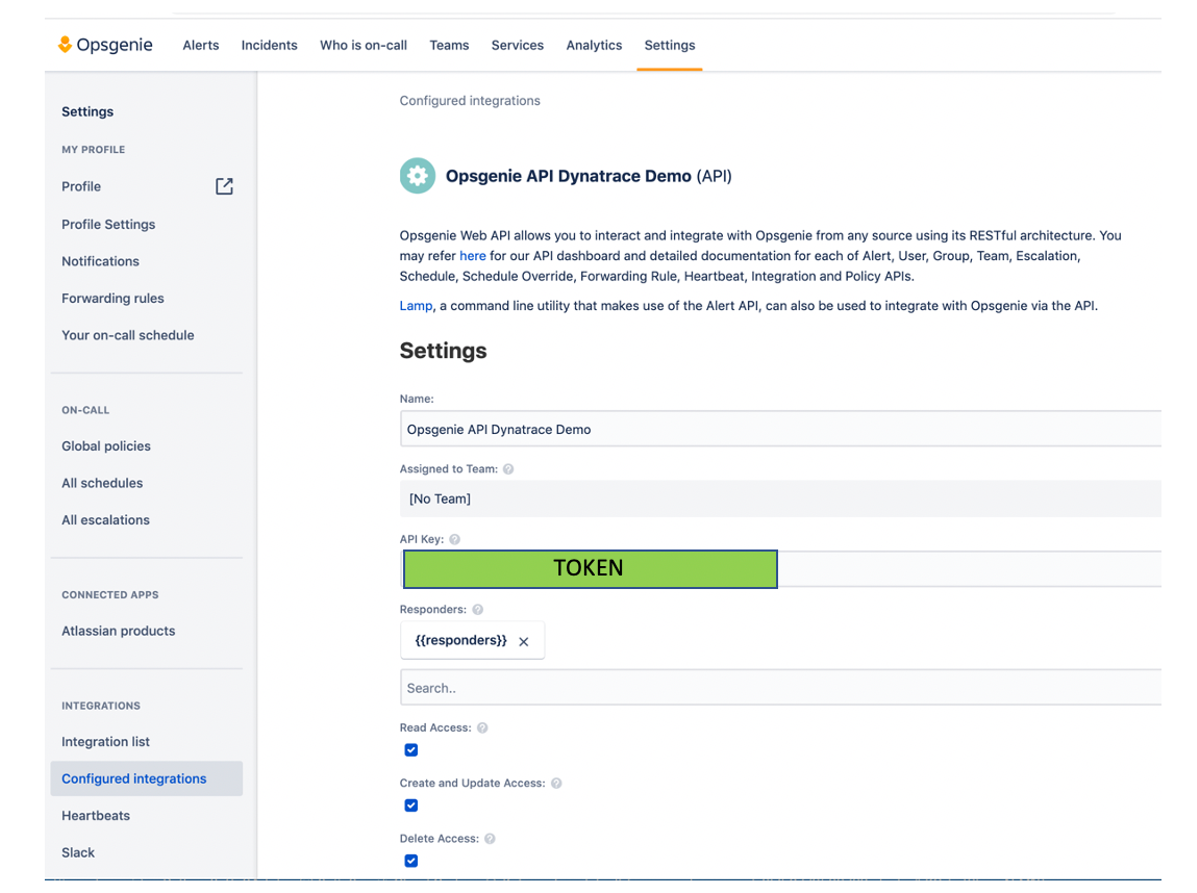 Opsgenie Alerts Incidents Who is on-call Teams Services Analytics Settings
Settings
MY PROFILE
Profile
Profile Settings
Notifications
Forwarding rules
Your on-call schedule
ON-CALL
Global policies
All schedules
All escalations
CONNECTED APPS
Atlassian products
INTEGRATIONS
Integration list
Configured integrations
Heartbeats
Slack
Configured integrations
Opsgenie API Dynatrace Demo (API)
Opsgenie Web API allows you to interact and integrate with Opsgenie from any source using its RESTful architecture. You
may refer here for our API dashboard and detailed documentation for each of Alert, User, Group, Team, Escalation,
Schedule, Schedule Override, Forwarding Rule, Heartbeat, Integration and Policy APIs.
Lamp, a command line utility that makes use of the Alert API, can also be used to integrate with Opsgenie via the API.
Settings
Name:
Opsgenie API Dynatrace Demo
Assigned to Team: ?
[No Team]
API Key: ?
TOKEN
Responders: ?
{{responders}} ×
Search..
Read Access: ?
Create and Update Access: ?
Delete Access: ?